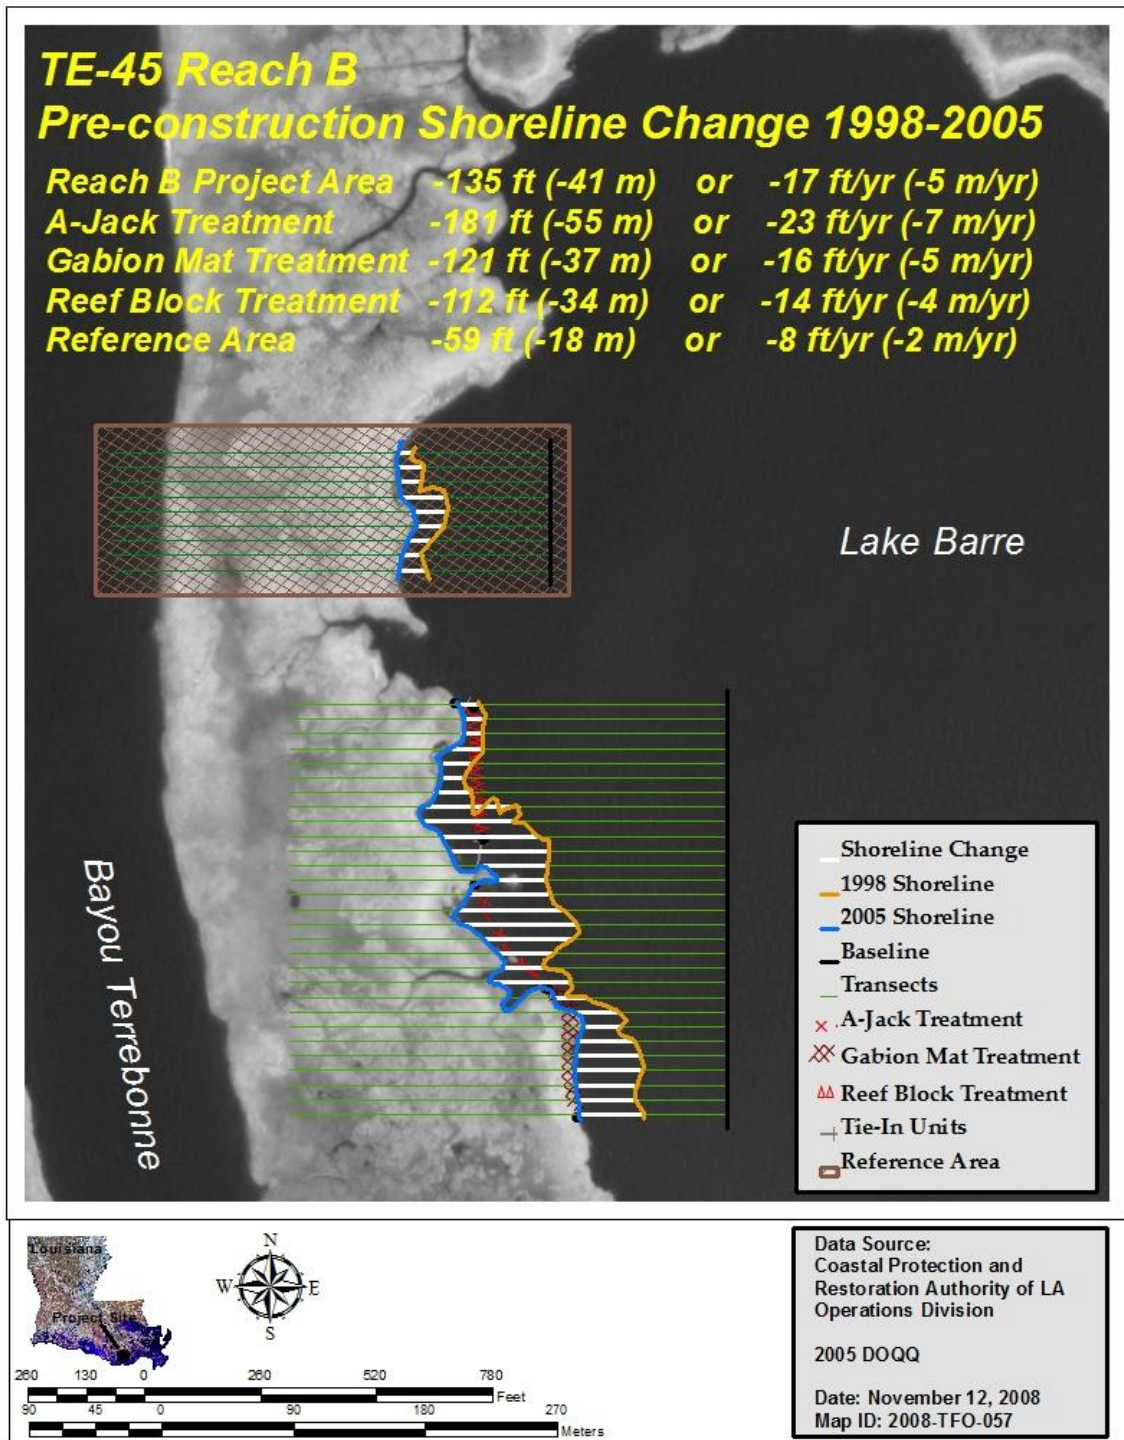 TE-45 Reach B
Pre-construction Shoreline Change 1998-2005
Reach B Project Area -135 ft (-41 m) or -17 ft/yr (-5 m/yr)
A-Jack Treatment -181 ft (-55 m) or -23 ft/yr (-7 m/yr)
Gabion Mat Treatment -121 ft (-37 m) or -16 ft/yr (-5 m/yr)
Reef Block Treatment -112 ft (-34 m) or -14 ft/yr (-4 m/yr)
Reference Area -59 ft (-18 m) or -8 ft/yr (-2 m/yr)
Lake Barre
Bayou Terrebonne
Shoreline Change
1998 Shoreline
2005 Shoreline
Baseline
Transects
A-Jack Treatment
Gabion Mat Treatment
Reef Block Treatment
Tie-In Units
Reference Area
Louisiana
Project Site
N
W E
S
260 130 0 260 520 780
Feet
90 45 0 90 180 270
Meters
Data Source:
Coastal Protection and
Restoration Authority of LA
Operations Division
2005 DOQQ
Date: November 12, 2008
Map ID: 2008-TFO-057